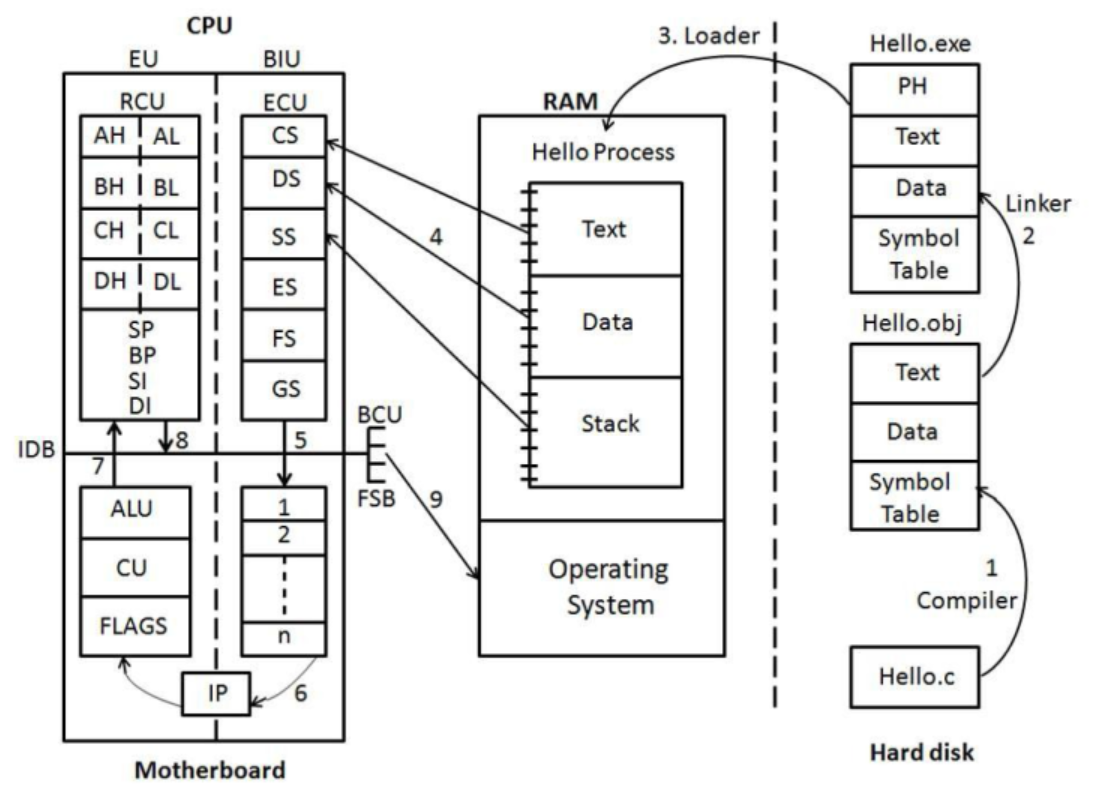 CPU
EU
BIU
RCU
AH AL
BH BL
CH CL
DH DL
SP
BP
SI
DI
ECU
CS
DS
SS
ES
FS
GS
IDB
7
8
5
BCU
FSB
9
ALU
CU
FLAGS
1
2
n
IP
6
Motherboard
4
RAM
Hello Process
Text
Data
Stack
Operating
System
3. Loader
Hello.exe
PH
Text
Data
Symbol
Table
Linker
2
Hello.obj
Text
Data
Symbol
Table
1
Compiler
Hello.c
Hard disk